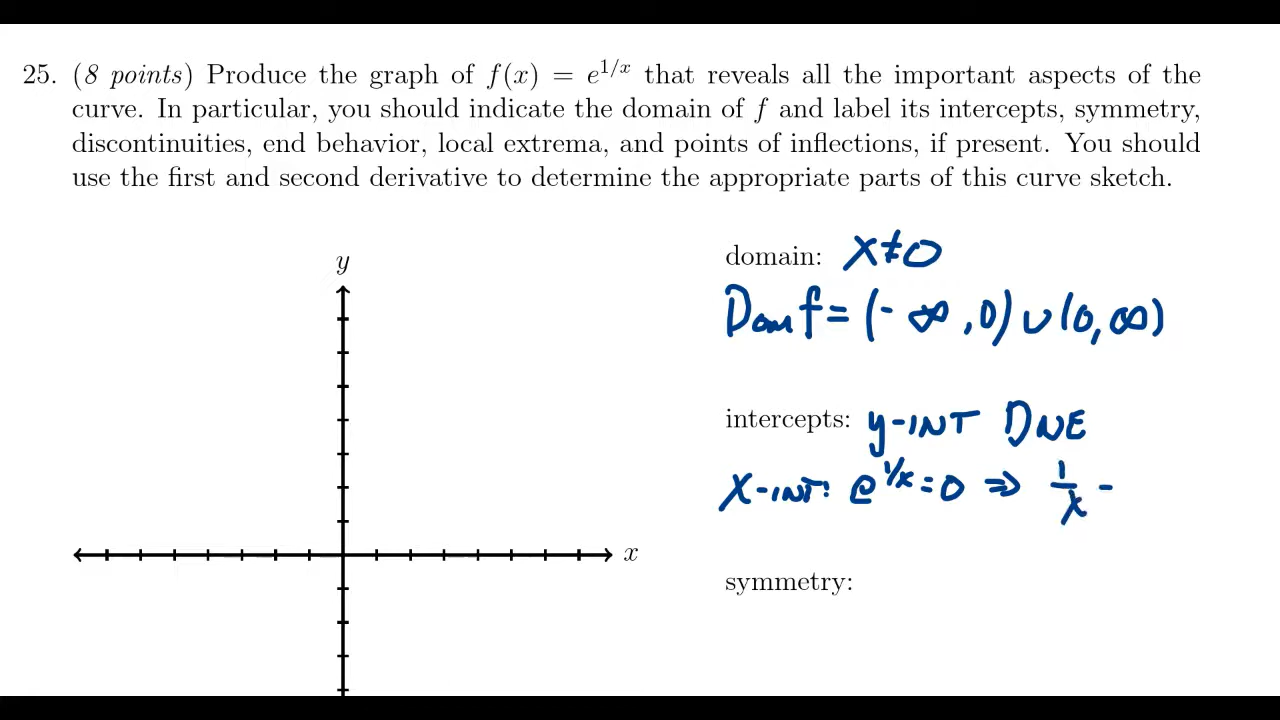 25. (8 points) Produce the graph of f(x) = e^{1/x} that reveals all the important aspects of the
curve. In particular, you should indicate the domain of f and label its intercepts, symmetry,
discontinuities, end behavior, local extrema, and points of inflections, if present. You should
use the first and second derivative to determine the appropriate parts of this curve sketch.
y
x
domain: x≠0
Dom f = (-∞,0)∪(0,∞)
intercepts: y-INT DNE
X-INT: e^{1/x} = 0 ⇒ 1/x -
symmetry: